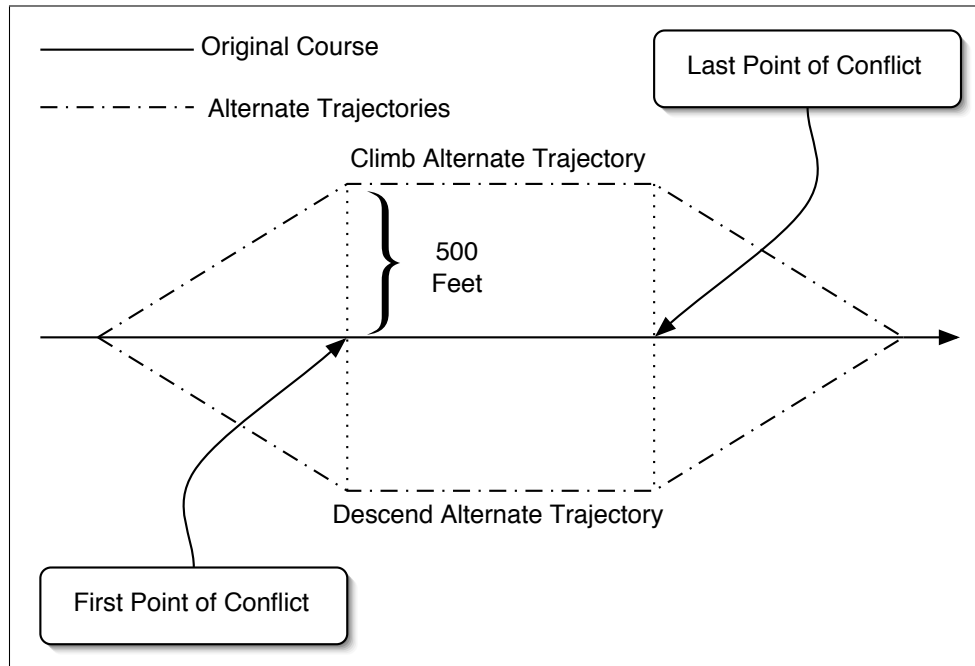 Original Course
Last Point of Conflict
Alternate Trajectories
Climb Alternate Trajectory
500
Feet
Descend Alternate Trajectory
First Point of Conflict